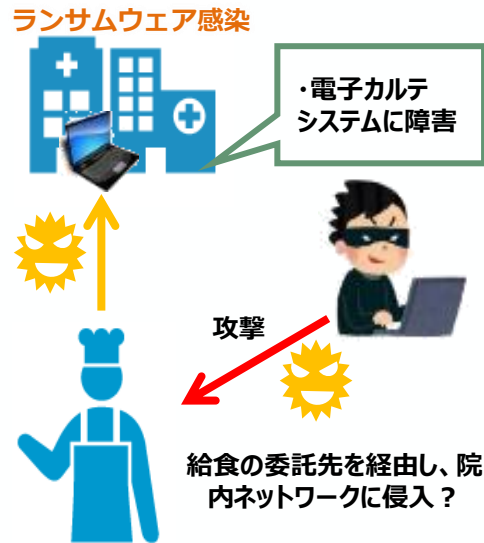 ランサムウェア感染
・電子カルテ
システムに障害
攻撃
給食の委託先を経由し、院
内ネットワークに侵入？